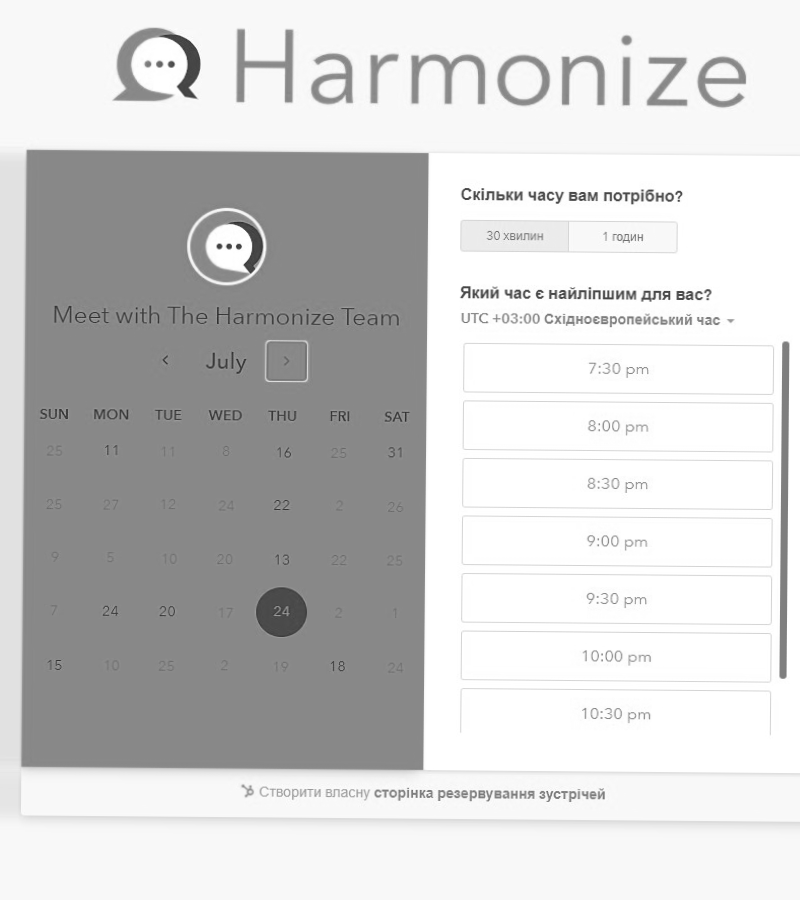 Harmonize
Meet with The Harmonize Team
July
SUN MON TUE WED THU FRI SAT
25 11 11 8 16 25 31
25 27 12 24 22 2 26
9 5 10 20 13 22 25
7 24 20 17 24 2 1
15 10 25 2 19 18 24
Скільки часу вам потрібно?
30 хвилин 1 годин
Який час є найліпшим для вас?
UTC +03:00 Східноєвропейський час
7:30 pm
8:00 pm
8:30 pm
9:00 pm
9:30 pm
10:00 pm
10:30 pm
Створити власну сторінка резервування зустрічей